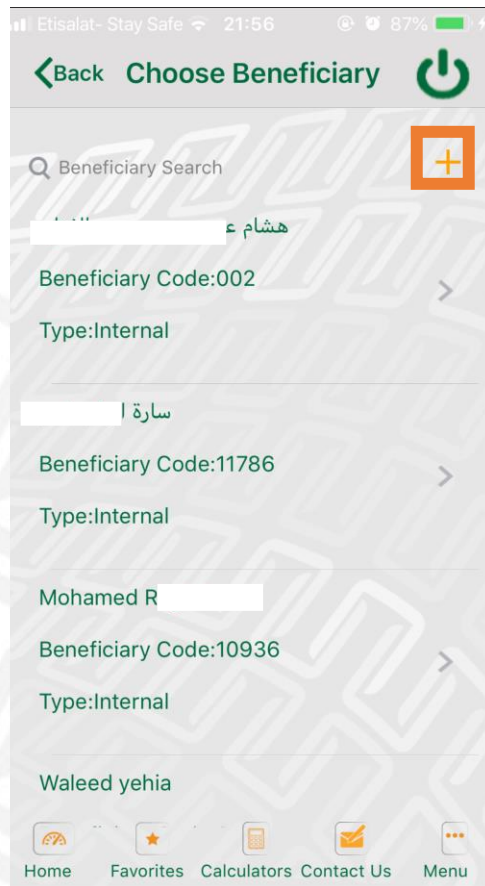 Etisalat- Stay Safe 21:56 87%
Back Choose Beneficiary
Beneficiary Search
هشام
Beneficiary Code:002
Type:Internal
سارة
Beneficiary Code:11786
Type:Internal
Mohamed R
Beneficiary Code:10936
Type:Internal
Waleed yehia
Home Favorites Calculators Contact Us Menu